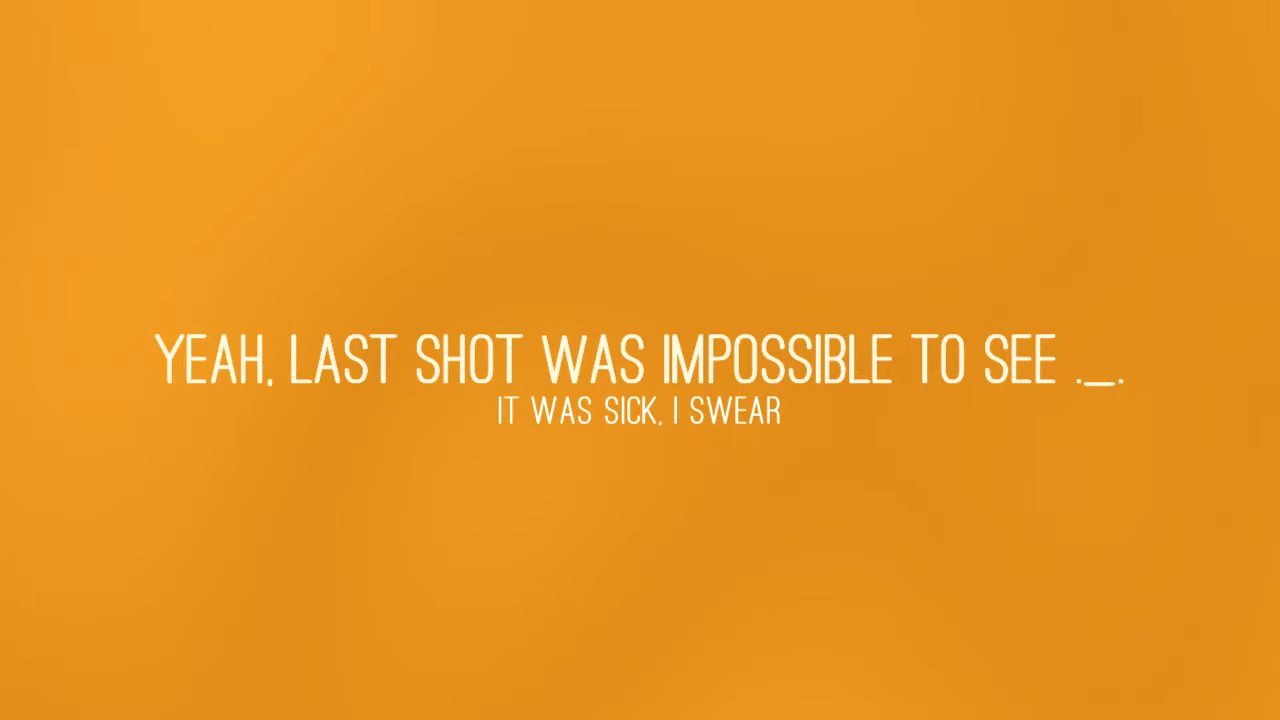 YEAH, LAST SHOT WAS IMPOSSIBLE TO SEE ._.
IT WAS SICK, I SWEAR